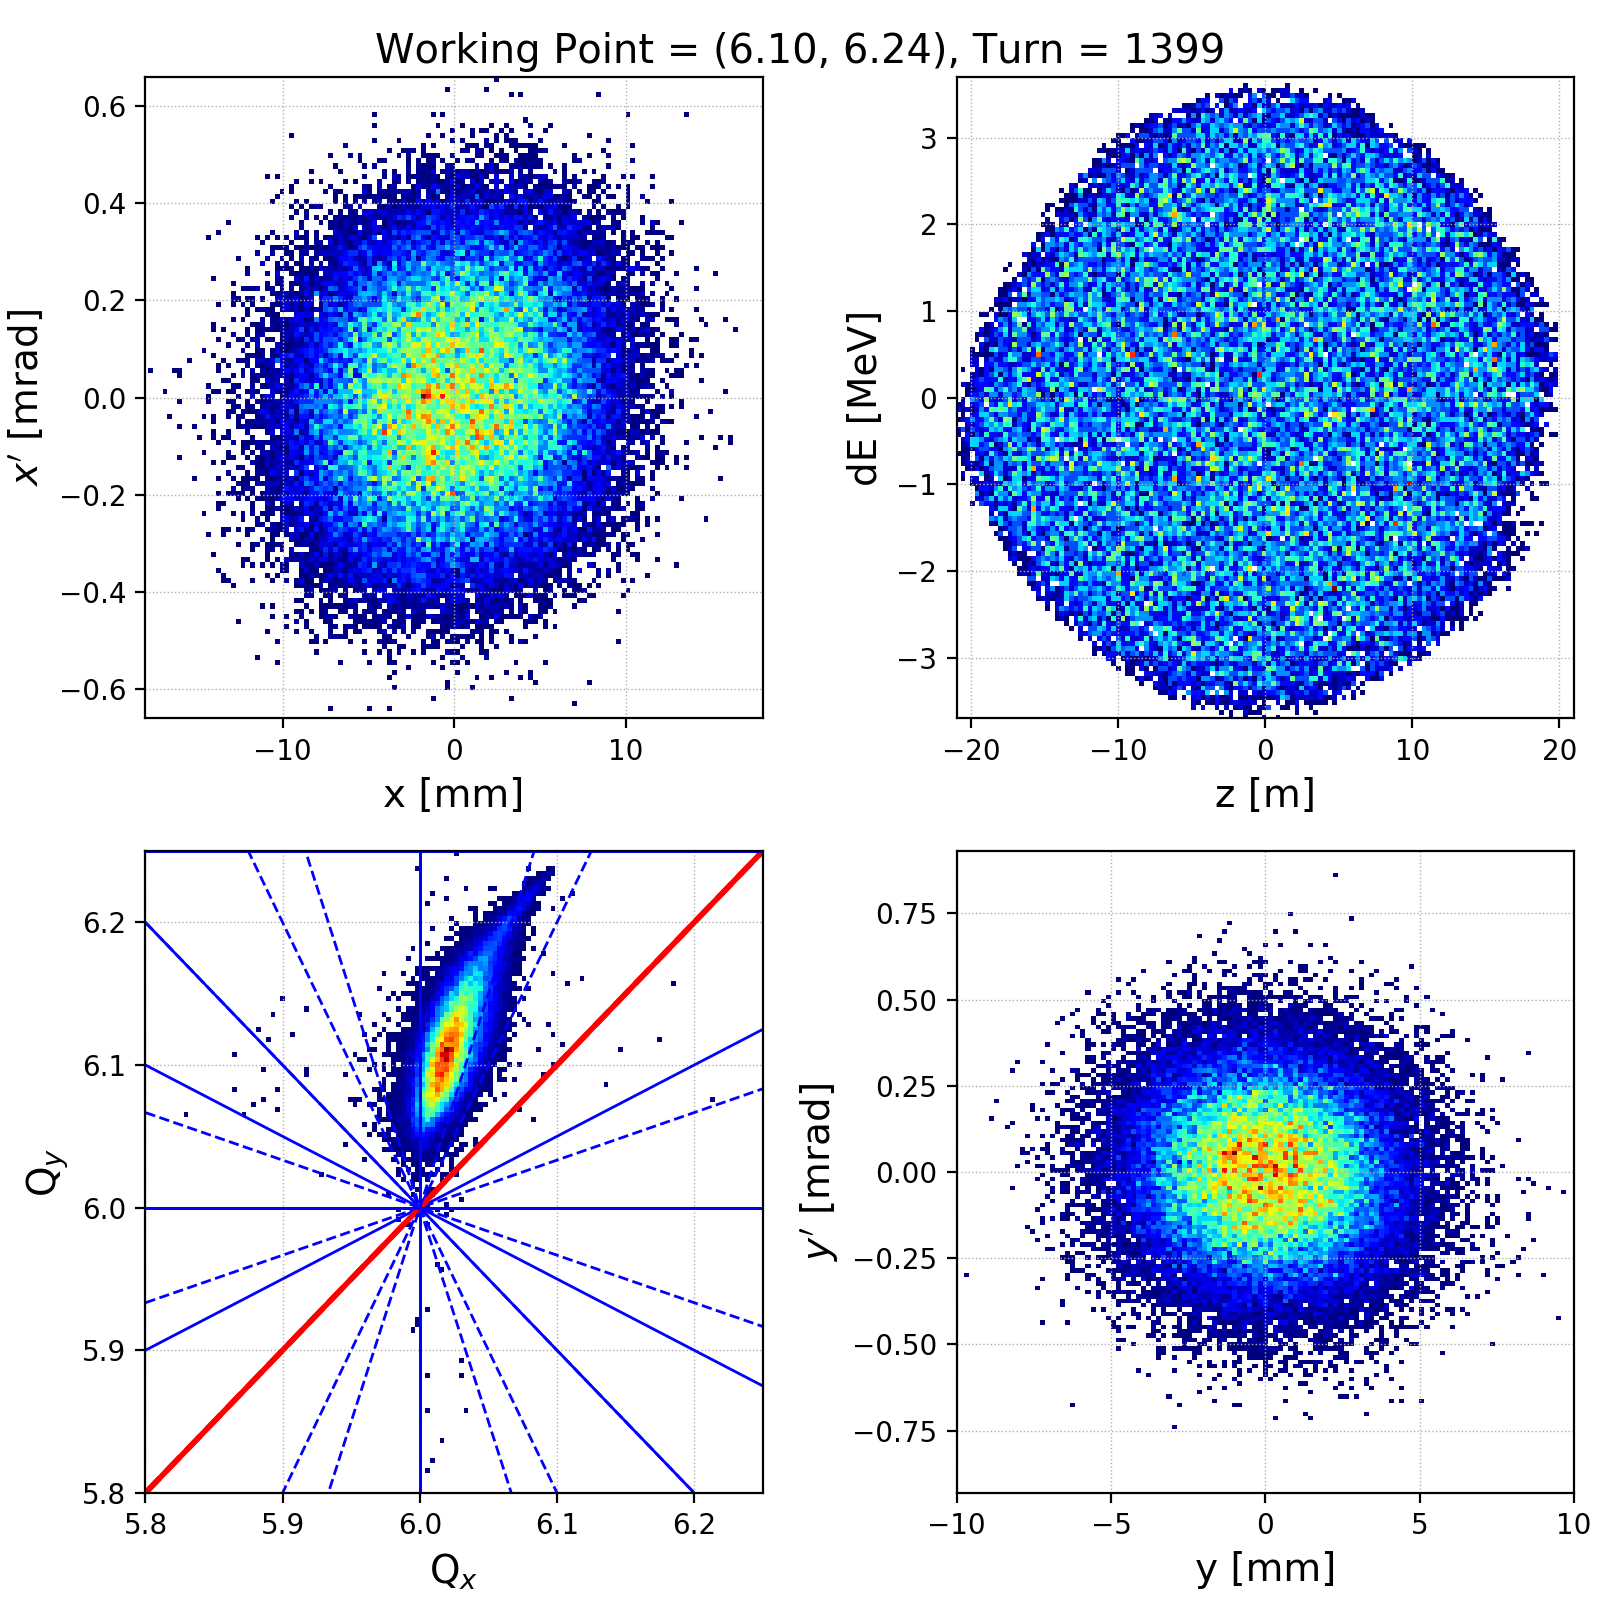 Working Point = (6.10, 6.24), Turn = 1399
0.6
0.4
0.2
0.0
−0.2
−0.4
−0.6
x′ [mrad]
−10 0 10
x [mm]
3
2
1
0
−1
−2
−3
dE [MeV]
−20 −10 0 10 20
z [m]
6.2
6.1
6.0
5.9
5.8
Qy
5.8 5.9 6.0 6.1 6.2
Qx
0.75
0.50
0.25
0.00
−0.25
−0.50
−0.75
y′ [mrad]
−10 −5 0 5 10
y [mm]